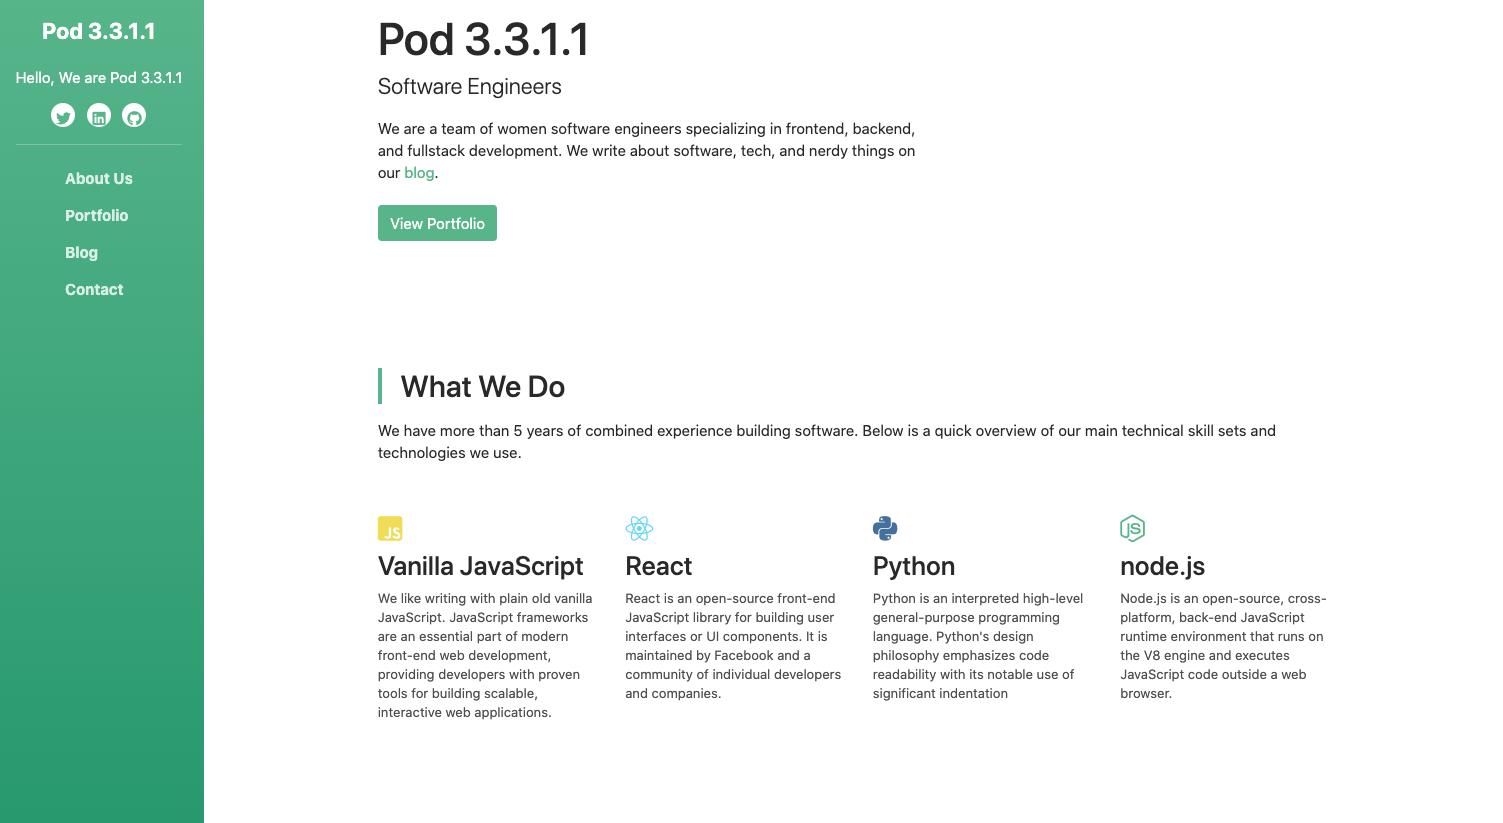 Pod 3.3.1.1
Hello, We are Pod 3.3.1.1
About Us
Portfolio
Blog
Contact
Pod 3.3.1.1
Software Engineers
We are a team of women software engineers specializing in frontend, backend,
and fullstack development. We write about software, tech, and nerdy things on
our blog.
View Portfolio
What We Do
We have more than 5 years of combined experience building software. Below is a quick overview of our main technical skill sets and
technologies we use.
JS
Vanilla JavaScript
We like writing with plain old vanilla
JavaScript. JavaScript frameworks
are an essential part of modern
front-end web development,
providing developers with proven
tools for building scalable,
interactive web applications.
React
React is an open-source front-end
JavaScript library for building user
interfaces or UI components. It is
maintained by Facebook and a
community of individual developers
and companies.
Python
Python is an interpreted high-level
general-purpose programming
language. Python's design
philosophy emphasizes code
readability with its notable use of
significant indentation
JS
node.js
Node.js is an open-source, cross-
platform, back-end JavaScript
runtime environment that runs on
the V8 engine and executes
JavaScript code outside a web
browser.